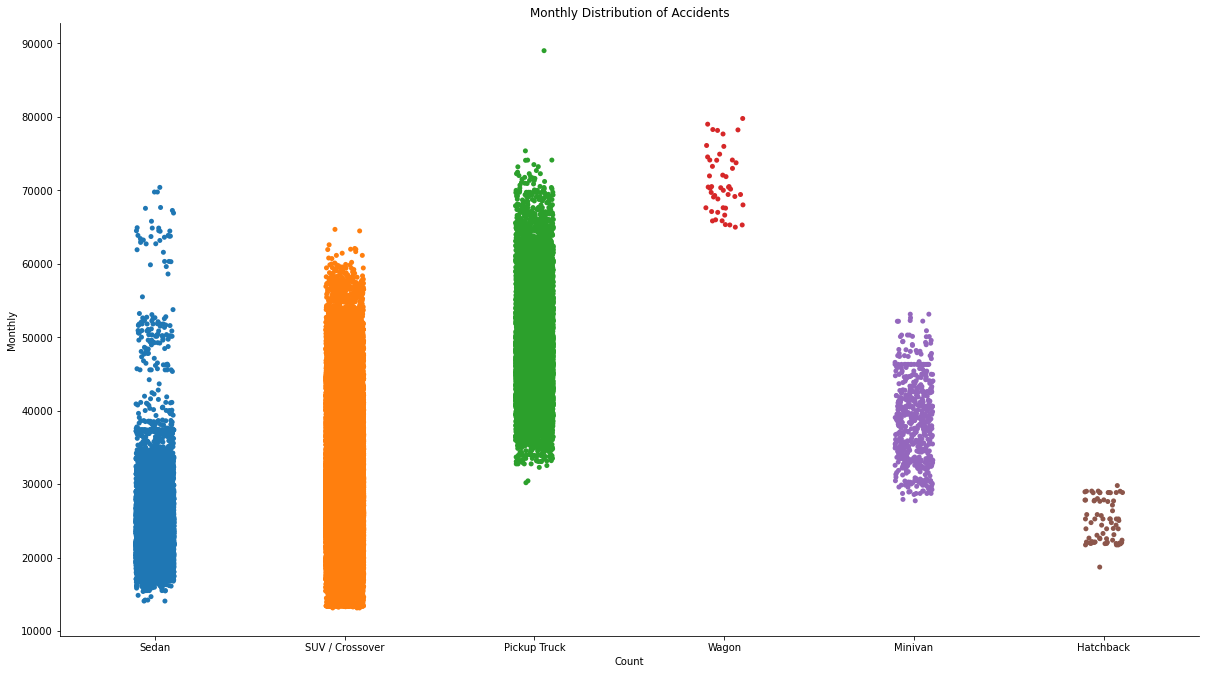 Monthly Distribution of Accidents
90000
80000
70000
60000
50000
40000
30000
20000
10000
Monthly
Sedan SUV / Crossover Pickup Truck Wagon Minivan Hatchback
Count